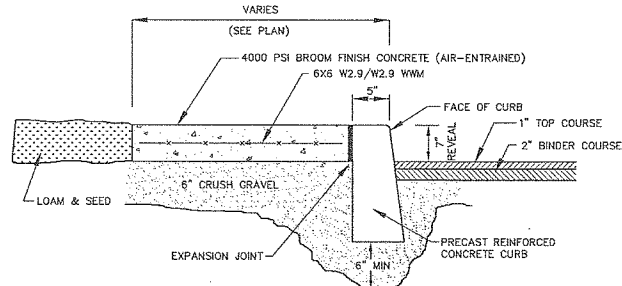 VARIES
(SEE PLAN)
4000 PSI BROOM FINISH CONCRETE (AIR-ENTRAINED)
6X6 W2.9/W2.9 WWM
5"
FACE OF CURB
1" TOP COURSE
2" BINDER COURSE
7"
REVEAL
6" CRUSH GRAVEL
LOAM & SEED
EXPANSION JOINT
6" MIN
PRECAST REINFORCED
CONCRETE CURB